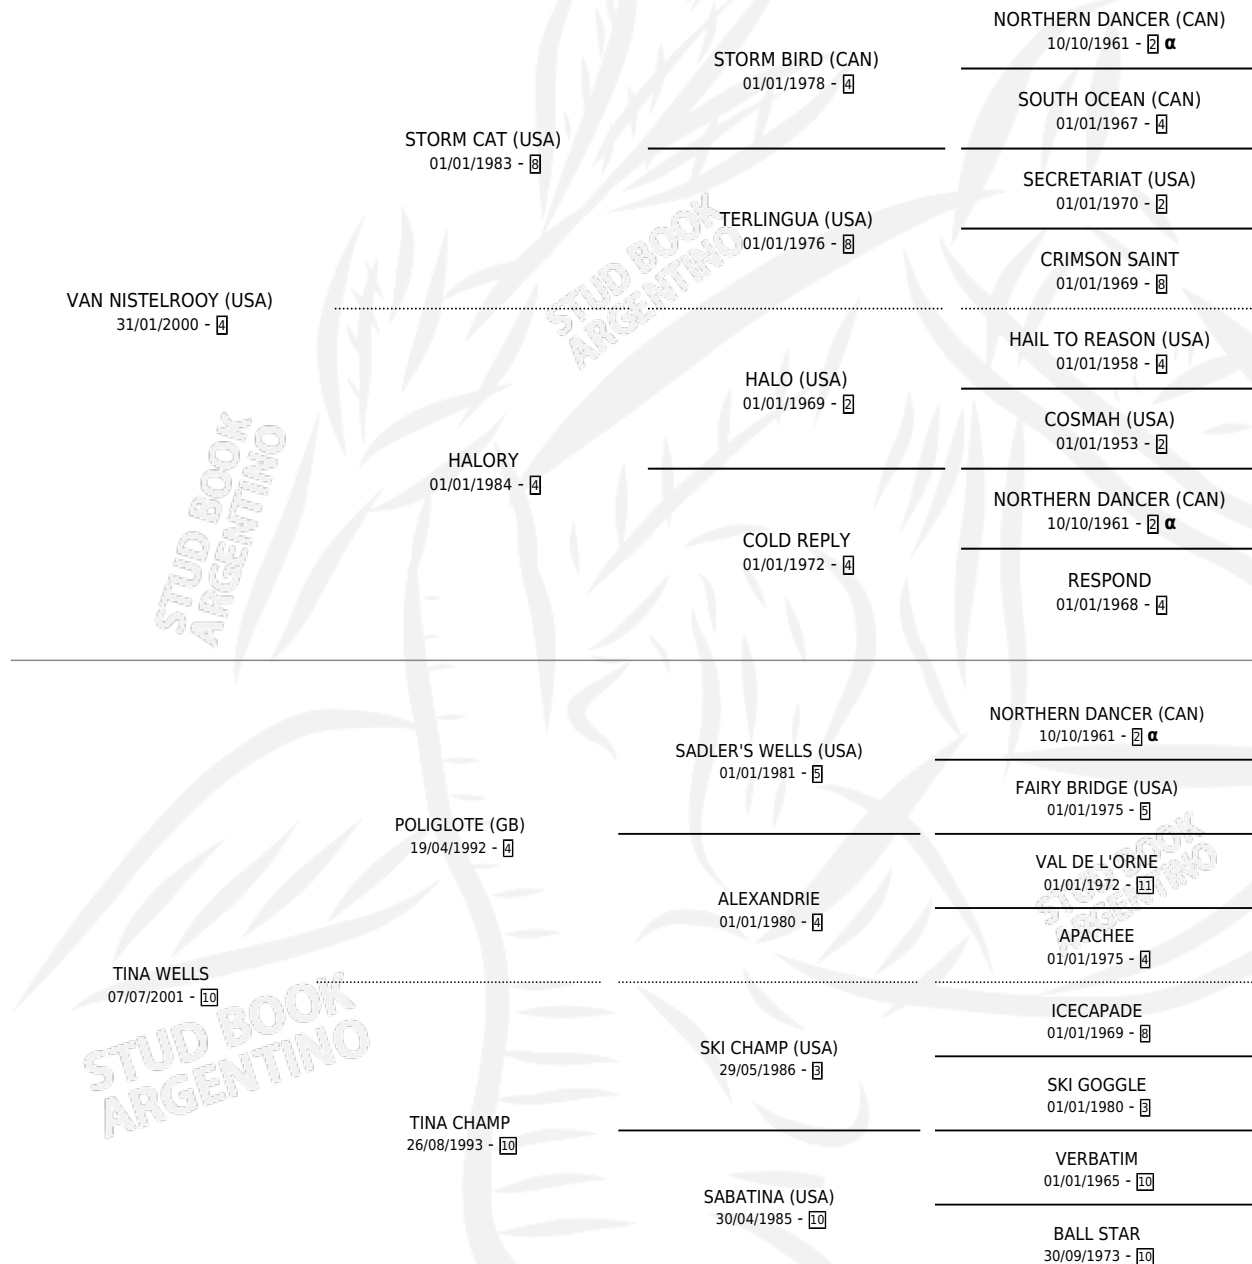 NORTHERN DANCER (CAN)
10/10/1961 - 2 α
STORM BIRD (CAN)
01/01/1978 - 4
SOUTH OCEAN (CAN)
01/01/1967 - 4
STORM CAT (USA)
01/01/1983 - 8
SECRETARIAT (USA)
01/01/1970 - 2
TERLINGUA (USA)
01/01/1976 - 8
CRIMSON SAINT
01/01/1969 - 8
VAN NISTELROOY (USA)
31/01/2000 - 4
HAIL TO REASON (USA)
01/01/1958 - 4
HALO (USA)
01/01/1969 - 2
COSMAH (USA)
01/01/1953 - 2
HALORY
01/01/1984 - 4
NORTHERN DANCER (CAN)
10/10/1961 - 2 α
COLD REPLY
01/01/1972 - 4
RESPOND
01/01/1968 - 4
NORTHERN DANCER (CAN)
10/10/1961 - 2 α
SADLER'S WELLS (USA)
01/01/1981 - 5
FAIRY BRIDGE (USA)
01/01/1975 - 5
POLIGLOTE (GB)
19/04/1992 - 4
VAL DE L'ORNE
01/01/1972 - 11
ALEXANDRIE
01/01/1980 - 4
APACHEE
01/01/1975 - 4
TINA WELLS
07/07/2001 - 10
ICECAPADE
01/01/1969 - 8
SKI CHAMP (USA)
29/05/1986 - 3
SKI GOGGLE
01/01/1980 - 3
TINA CHAMP
26/08/1993 - 10
VERBATIM
01/01/1965 - 10
SABATINA (USA)
30/04/1985 - 10
BALL STAR
30/09/1973 - 10
STUD BOOK
ARGENTINO
STUD BOOK
ARGENTINO
STUD BOOK
ARGENTINO
STUD BOOK
ARGENTINO